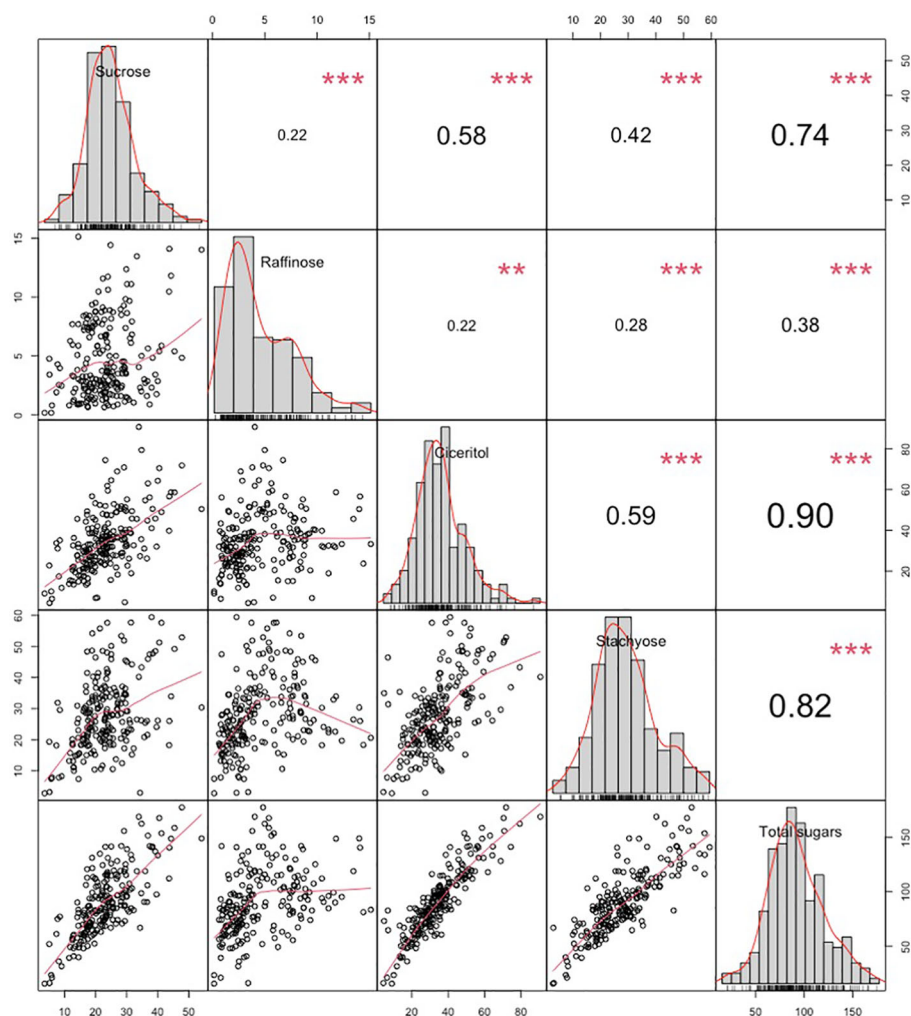 0 5 10 15 10 20 30 40 50 60
Sucrose *** *** *** ***
0.22 0.58 0.42 0.74
10 20 30 40 50
0 5 10 15
Raffinose ** *** ***
0.22 0.28 0.38
Ciceritol *** ***
0.59 0.90
20 40 60 80
10 20 30 40 50 60
Stachyose ***
0.82
Total sugars
50 100 150
10 20 30 40 50 20 40 60 80 50 100 150